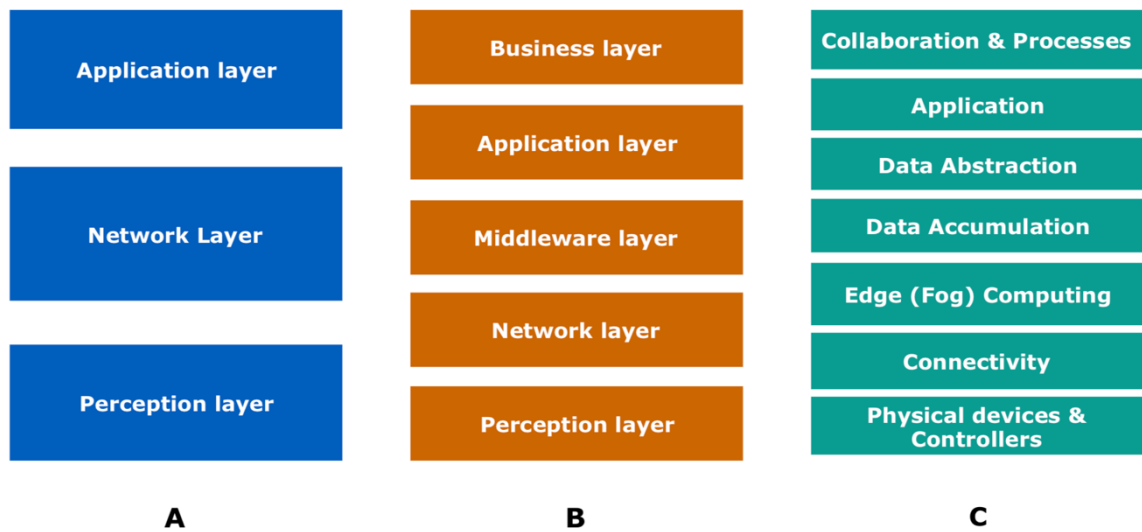 Application layer
Network Layer
Perception layer
A
Business layer
Application layer
Middleware layer
Network layer
Perception layer
B
Collaboration & Processes
Application
Data Abstraction
Data Accumulation
Edge (Fog) Computing
Connectivity
Physical devices &
Controllers
C